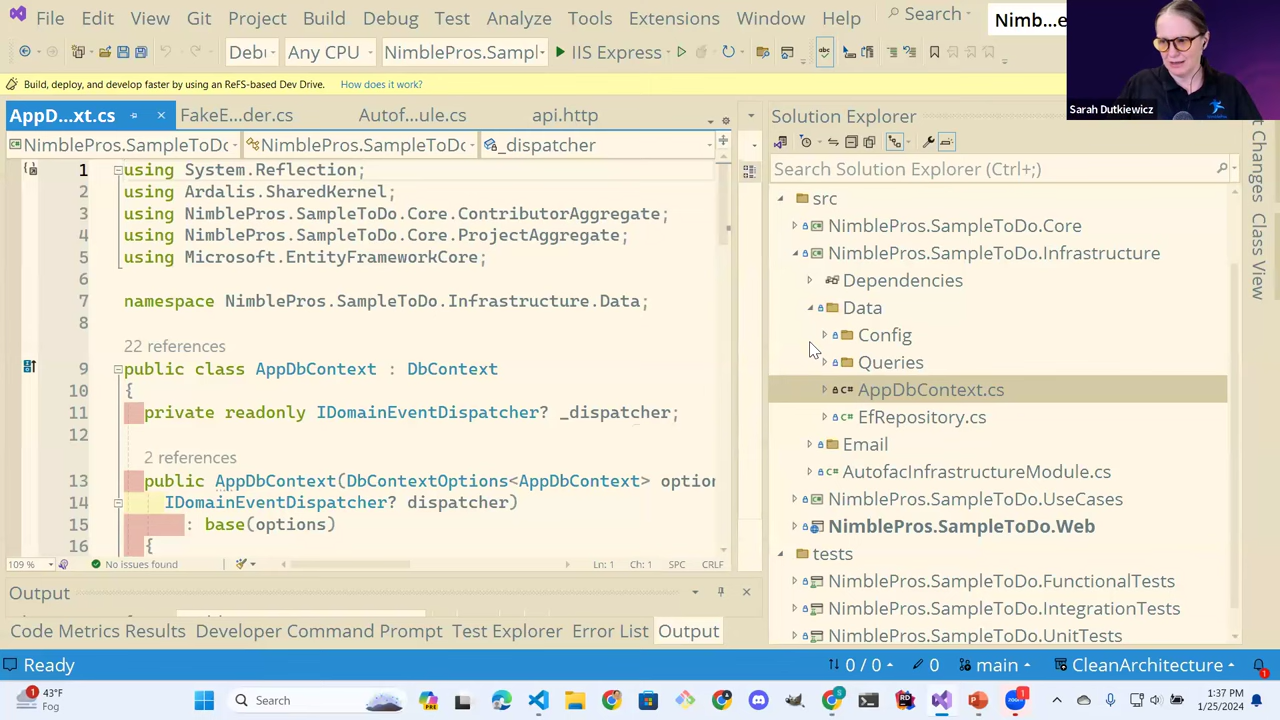 File Edit View Git Project Build Debug Test Analyze Tools Extensions Window Help Search Nimb...e
Debu Any CPU NimblePros.Sampl IIS Express
Build, deploy, and develop faster by using an ReFS-based Dev Drive. How does it work?
Sarah Dutkiewicz
AppD...xt.cs FakeE...der.cs Autof...ule.cs api.http
NimblePros.SampleToDo. NimblePros.SampleToDo _dispatcher
1 using System.Reflection;
2 using Ardalis.SharedKernel;
3 using NimblePros.SampleToDo.Core.ContributorAggregate;
4 using NimblePros.SampleToDo.Core.ProjectAggregate;
5 using Microsoft.EntityFrameworkCore;
6
7 namespace NimblePros.SampleToDo.Infrastructure.Data;
8
22 references
9 public class AppDbContext : DbContext
10 {
11 private readonly IDomainEventDispatcher? _dispatcher;
12
2 references
13 public AppDbContext(DbContextOptions<AppDbContext> option
14 IDomainEventDispatcher? dispatcher)
15 : base(options)
16 {
109 % No issues found Ln: 1 Ch: 1 SPC CRLF
Output
Code Metrics Results Developer Command Prompt Test Explorer Error List Output
Solution Explorer
Search Solution Explorer (Ctrl+;)
src
NimblePros.SampleToDo.Core
NimblePros.SampleToDo.Infrastructure
Dependencies
Data
Config
Queries
AppDbContext.cs
EfRepository.cs
Email
AutofacInfrastructureModule.cs
NimblePros.SampleToDo.UseCases
NimblePros.SampleToDo.Web
tests
NimblePros.SampleToDo.FunctionalTests
NimblePros.SampleToDo.IntegrationTests
NimblePros.SampleToDo.UnitTests
Changes
Class View
Ready 0 / 0 0 main CleanArchitecture
1 43°F
Fog
Search
1:37 PM
1/25/2024